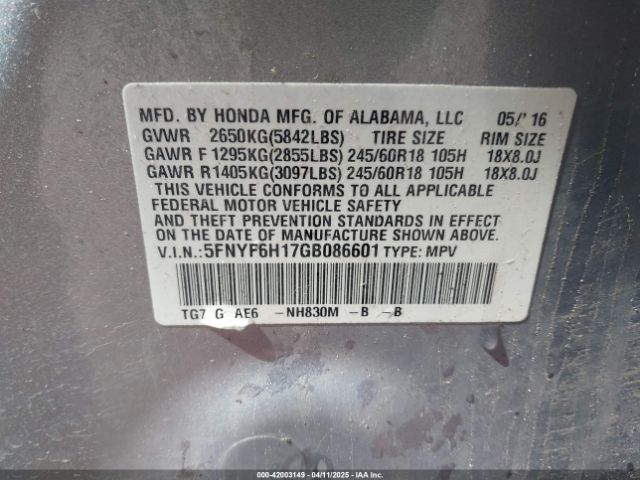 MFD. BY HONDA MFG. OF ALABAMA, LLC 05/'16
GVWR 2650KG(5842LBS) TIRE SIZE RIM SIZE
GAWR F 1295KG(2855LBS) 245/60R18 105H 18X8.0J
GAWR R1405KG(3097LBS) 245/60R18 105H 18X8.0J
THIS VEHICLE CONFORMS TO ALL APPLICABLE
FEDERAL MOTOR VEHICLE SAFETY
AND THEFT PREVENTION STANDARDS IN EFFECT
ON THE DATE OF MANUFACTURE SHOWN ABOVE.
V.I.N.: 5FNYF6H17GB086601 TYPE: MPV
TG7 G AE6 -NH830M -B -B
000-42003149 04/11/2025 IAAI.COM